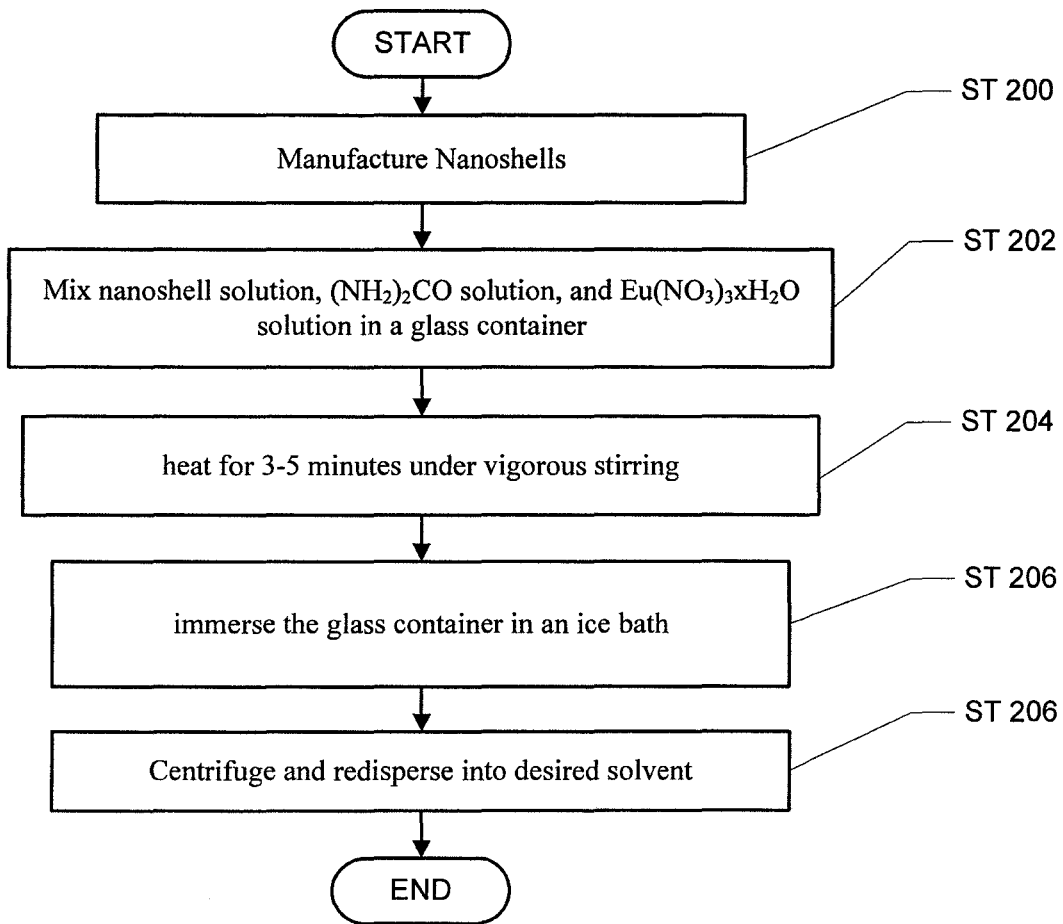 START
ST 200
Manufacture Nanoshells
ST 202
Mix nanoshell solution, (NH₂)₂CO solution, and Eu(NO₃)₃xH₂O
solution in a glass container
ST 204
heat for 3-5 minutes under vigorous stirring
ST 206
immerse the glass container in an ice bath
ST 206
Centrifuge and redisperse into desired solvent
END